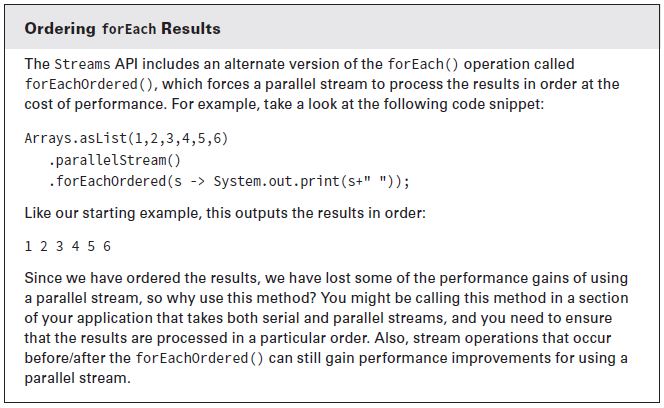 Ordering forEach Results
The Streams API includes an alternate version of the forEach() operation called
forEachOrdered(), which forces a parallel stream to process the results in order at the
cost of performance. For example, take a look at the following code snippet:
Arrays.asList(1,2,3,4,5,6)
   .parallelStream()
   .forEachOrdered(s -> System.out.print(s+" "));
Like our starting example, this outputs the results in order:
1 2 3 4 5 6
Since we have ordered the results, we have lost some of the performance gains of using
a parallel stream, so why use this method? You might be calling this method in a section
of your application that takes both serial and parallel streams, and you need to ensure
that the results are processed in a particular order. Also, stream operations that occur
before/after the forEachOrdered() can still gain performance improvements for using a
parallel stream.